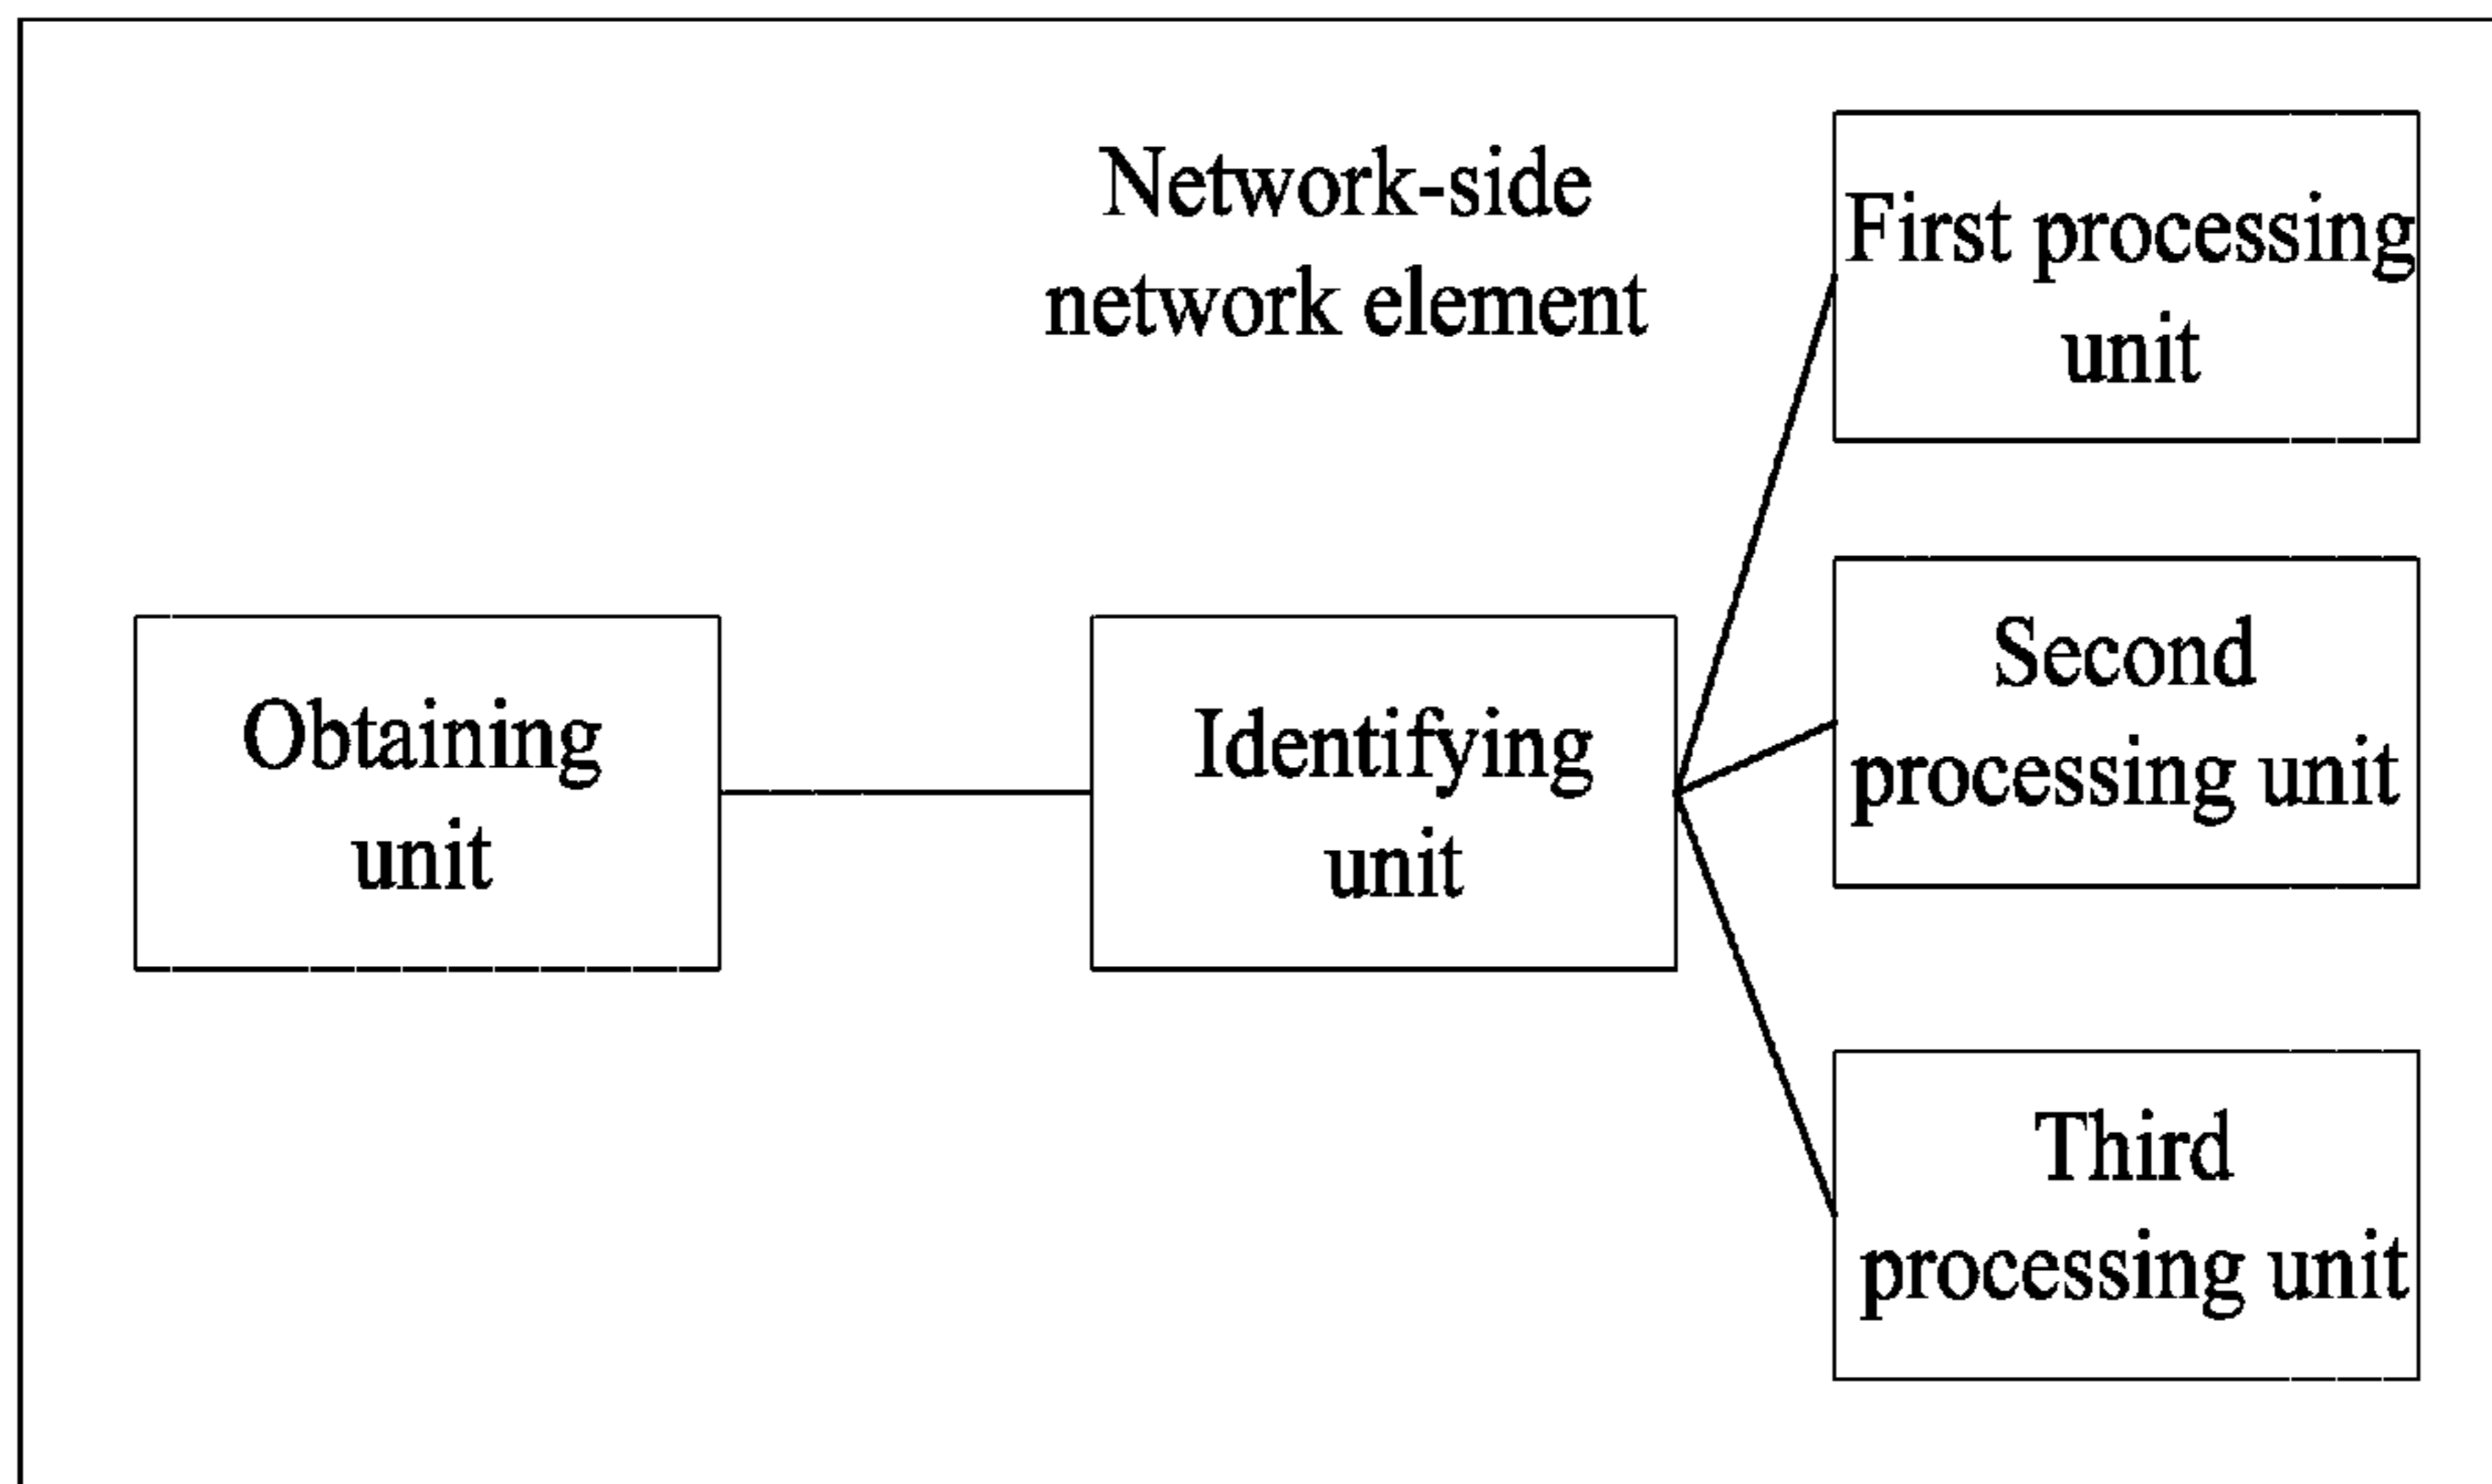 Network-side
network element
First processing
unit
Second
processing unit
Obtaining
unit
Identifying
unit
Third
processing unit